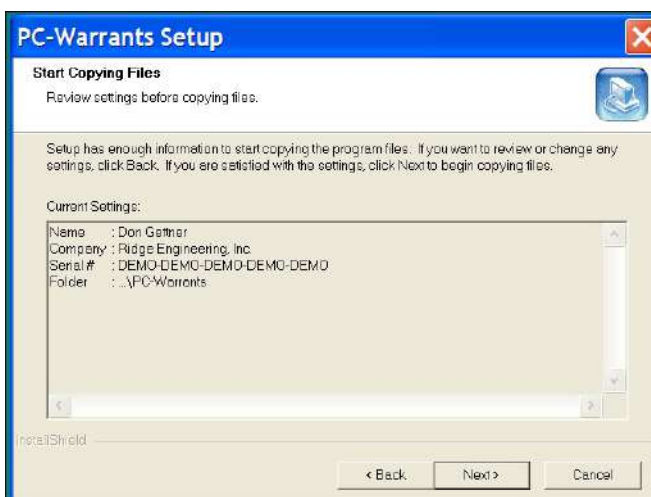 PC-Warrants Setup
Start Copying Files
Review settings before copying files.
Setup has enough information to start copying the program files. If you want to review or change any
settings, click Back. If you are satisfied with the settings, click Next to begin copying files.
Current Settings:
Name : Don Gettner
Company : Ridge Engineering, Inc.
Serial # : DEMO-DEMO-DEMO-DEMO-DEMO
Folder : ...\PC-Warrants
InstallShield
< Back
Next >
Cancel